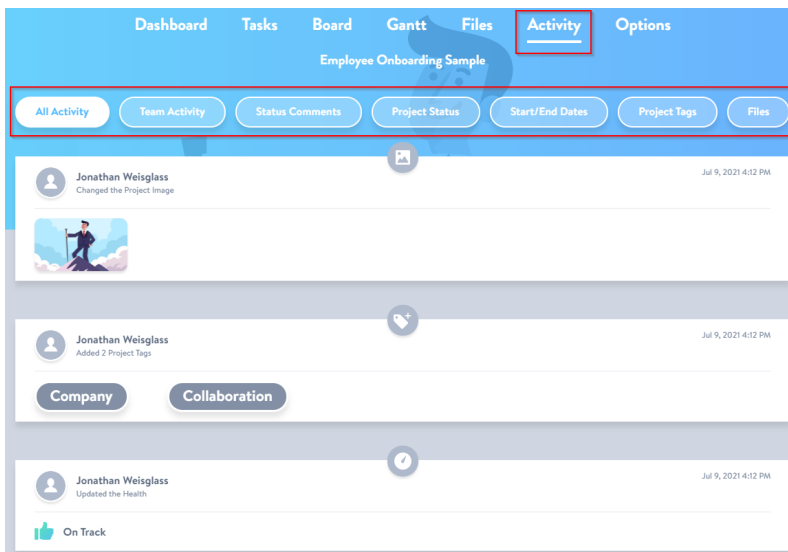 Dashboard Tasks Board Gantt Files Activity Options
Employee Onboarding Sample
All Activity Team Activity Status Comments Project Status Start/End Dates Project Tags Files
Jonathan Weisglass Jul 9, 2021 4:12 PM
Changed the Project Image
Jonathan Weisglass Jul 9, 2021 4:12 PM
Added 2 Project Tags
Company Collaboration
Jonathan Weisglass Jul 9, 2021 4:12 PM
Updated the Health
On Track